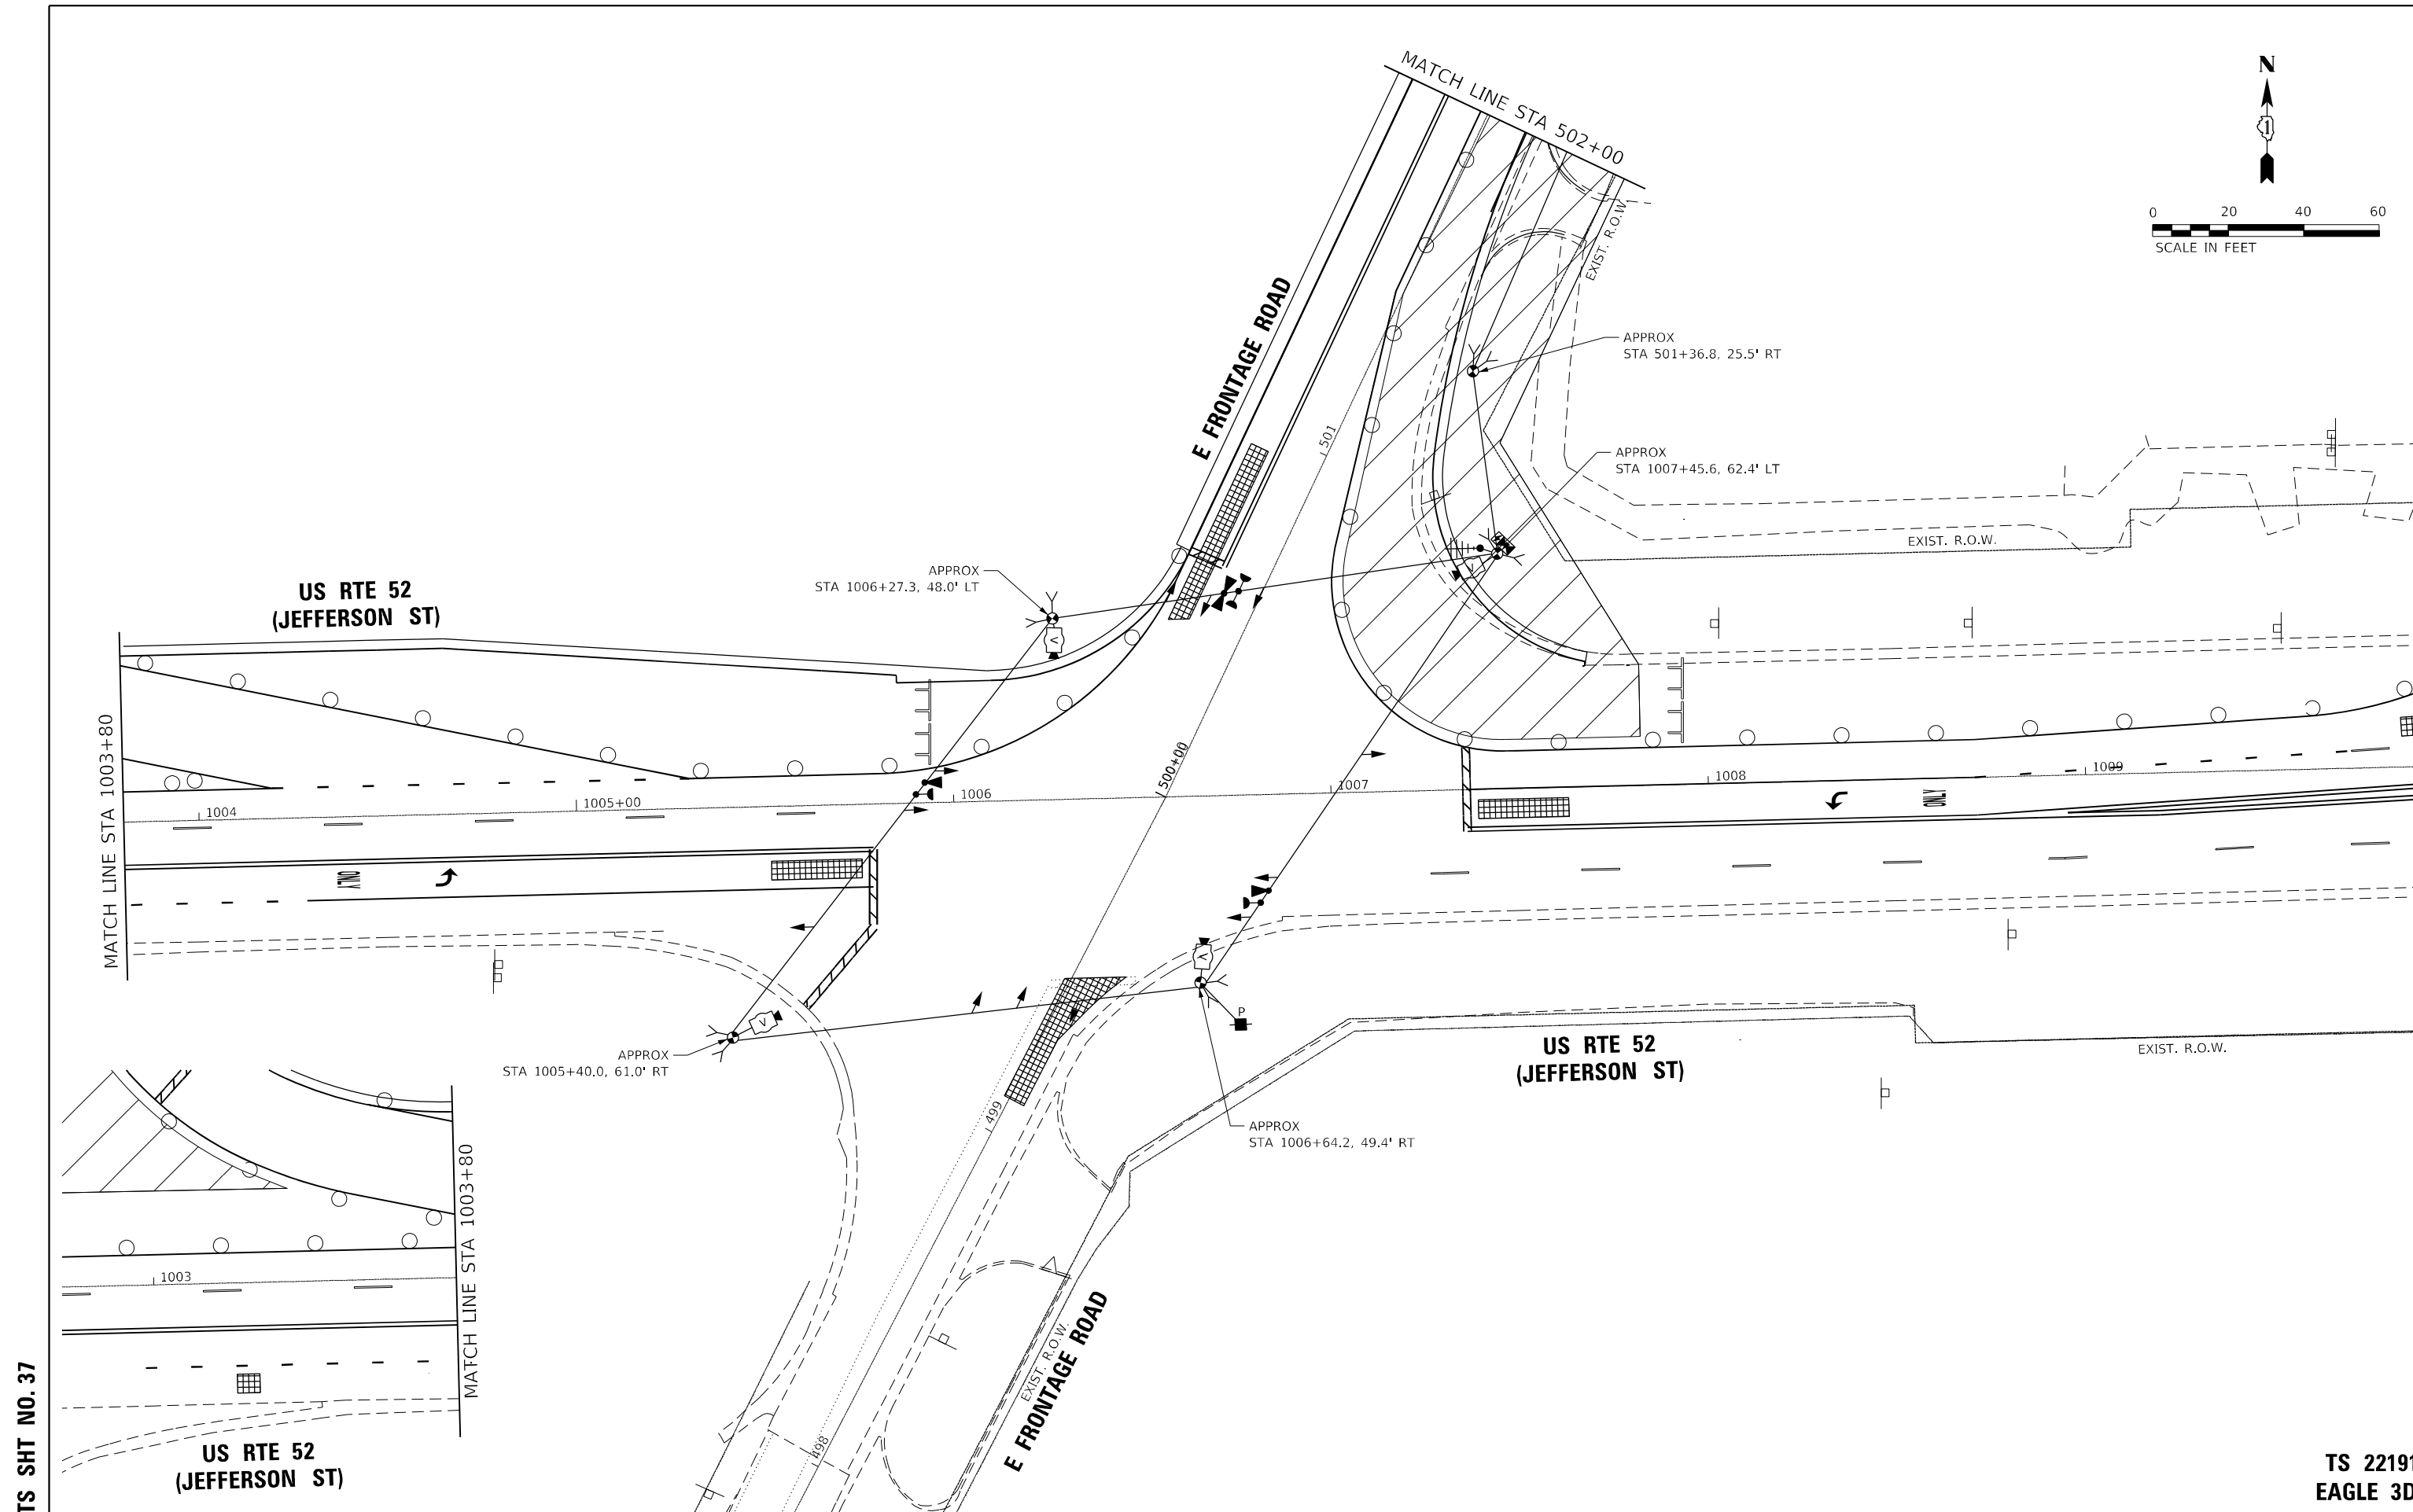 MATCH LINE STA 502+00
N
1
0 20 40 60
SCALE IN FEET
EXIST. R.O.W.
E FRONTAGE ROAD
APPROX
STA 501+36.8, 25.5' RT
501
APPROX
STA 1007+45.6, 62.4' LT
EXIST. R.O.W.
APPROX
STA 1006+27.3, 48.0' LT
US RTE 52
(JEFFERSON ST)
V
V
MATCH LINE STA 1003+80
500+00
1004
1005+00
1006
1007
1008
1009
ONLY
ONLY
V
V
P
APPROX
STA 1005+40.0, 61.0' RT
US RTE 52
(JEFFERSON ST)
EXIST. R.O.W.
499
APPROX
STA 1006+64.2, 49.4' RT
MATCH LINE STA 1003+80
1003
EXIST. R.O.W.
E FRONTAGE ROAD
498
US RTE 52
(JEFFERSON ST)
TS SHT NO. 37
TS 22191
EAGLE 3D